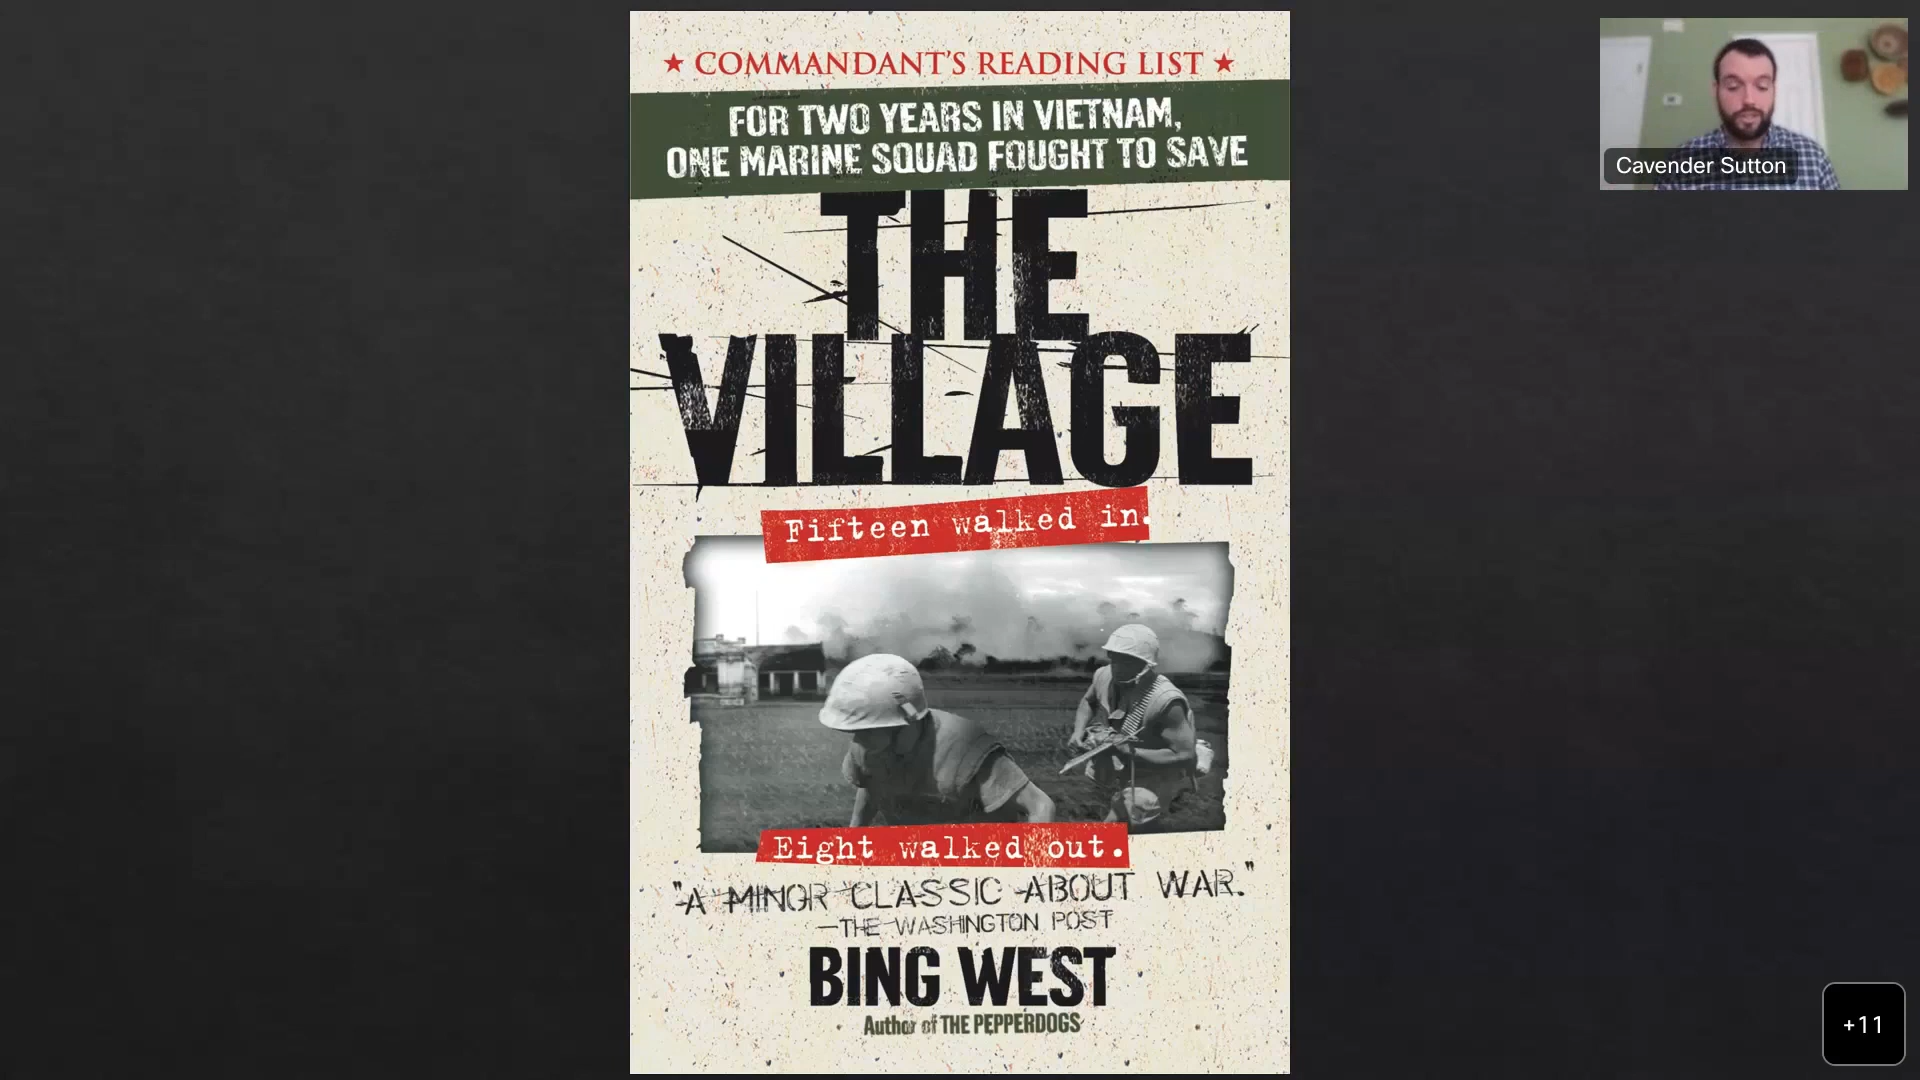 ★ COMMANDANT'S READING LIST ★
FOR TWO YEARS IN VIETNAM,
ONE MARINE SQUAD FOUGHT TO SAVE
THE
VILLAGE
Fifteen walked in.
Eight walked out.
"A MINOR CLASSIC ABOUT WAR."
—THE WASHINGTON POST
BING WEST
Author of THE PEPPERDOGS
Cavender Sutton
+11